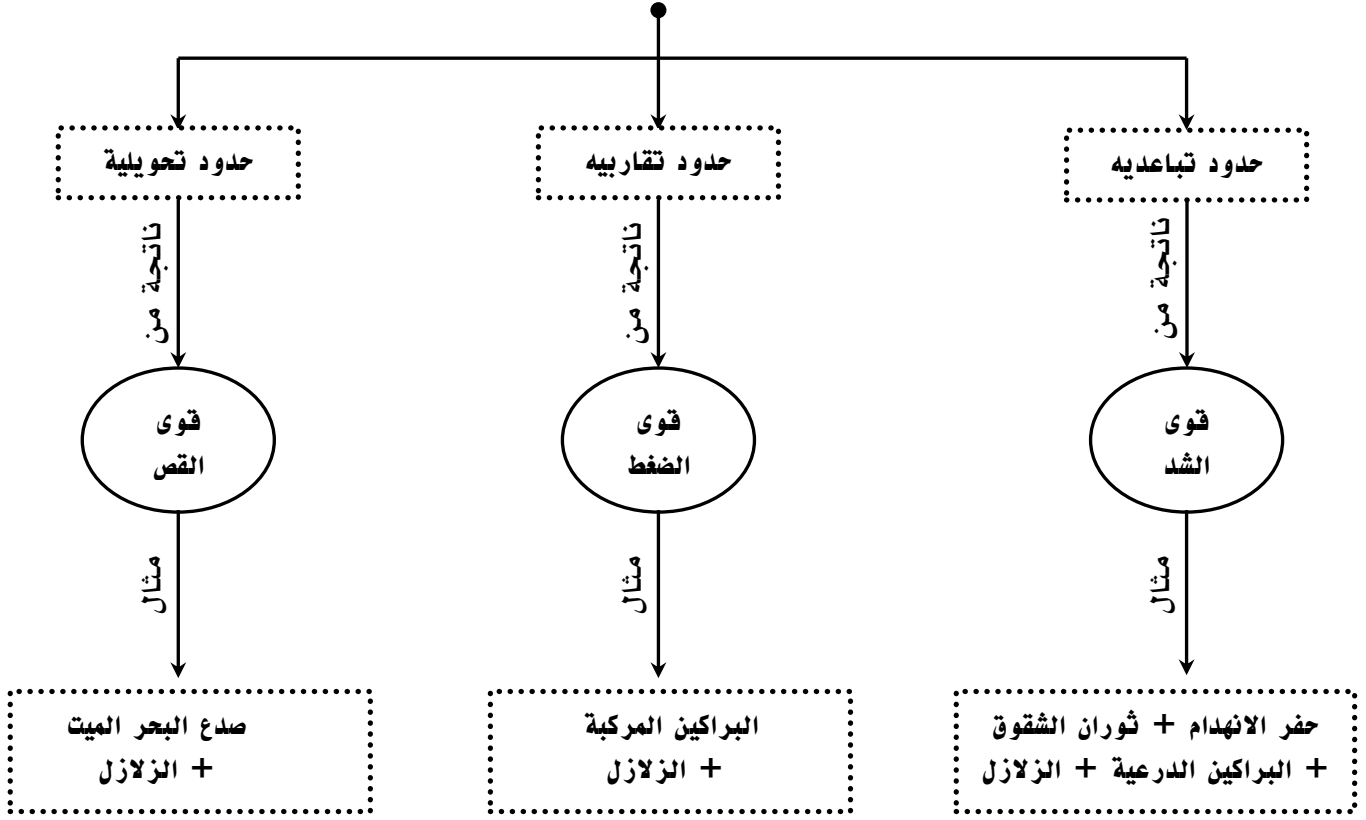 حدود تباعديه
حدود تقاربيه
حدود تحويلية
ناتجة من
ناتجة من
ناتجة من
قوى
الشد
قوى
الضغط
قوى
القص
مثال
مثال
مثال
حفر الانهدام + ثوران الشقوق
+ البراكين الدرعية + الزلازل
البراكين المركبة
+ الزلازل
صدع البحر الميت
+ الزلازل